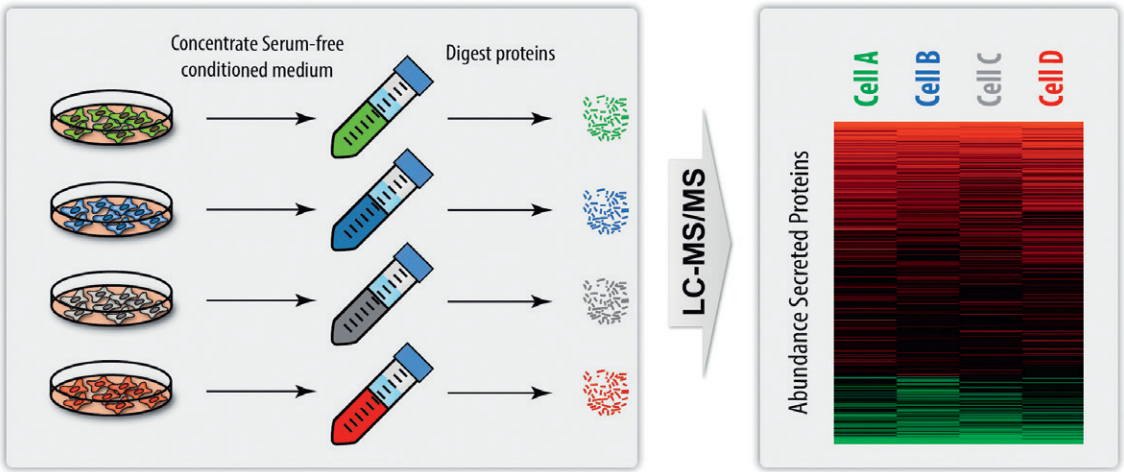 Concentrate Serum-free
conditioned medium
Digest proteins
LC-MS/MS
Cell A
Cell B
Cell C
Cell D
Abundance Secreted Proteins